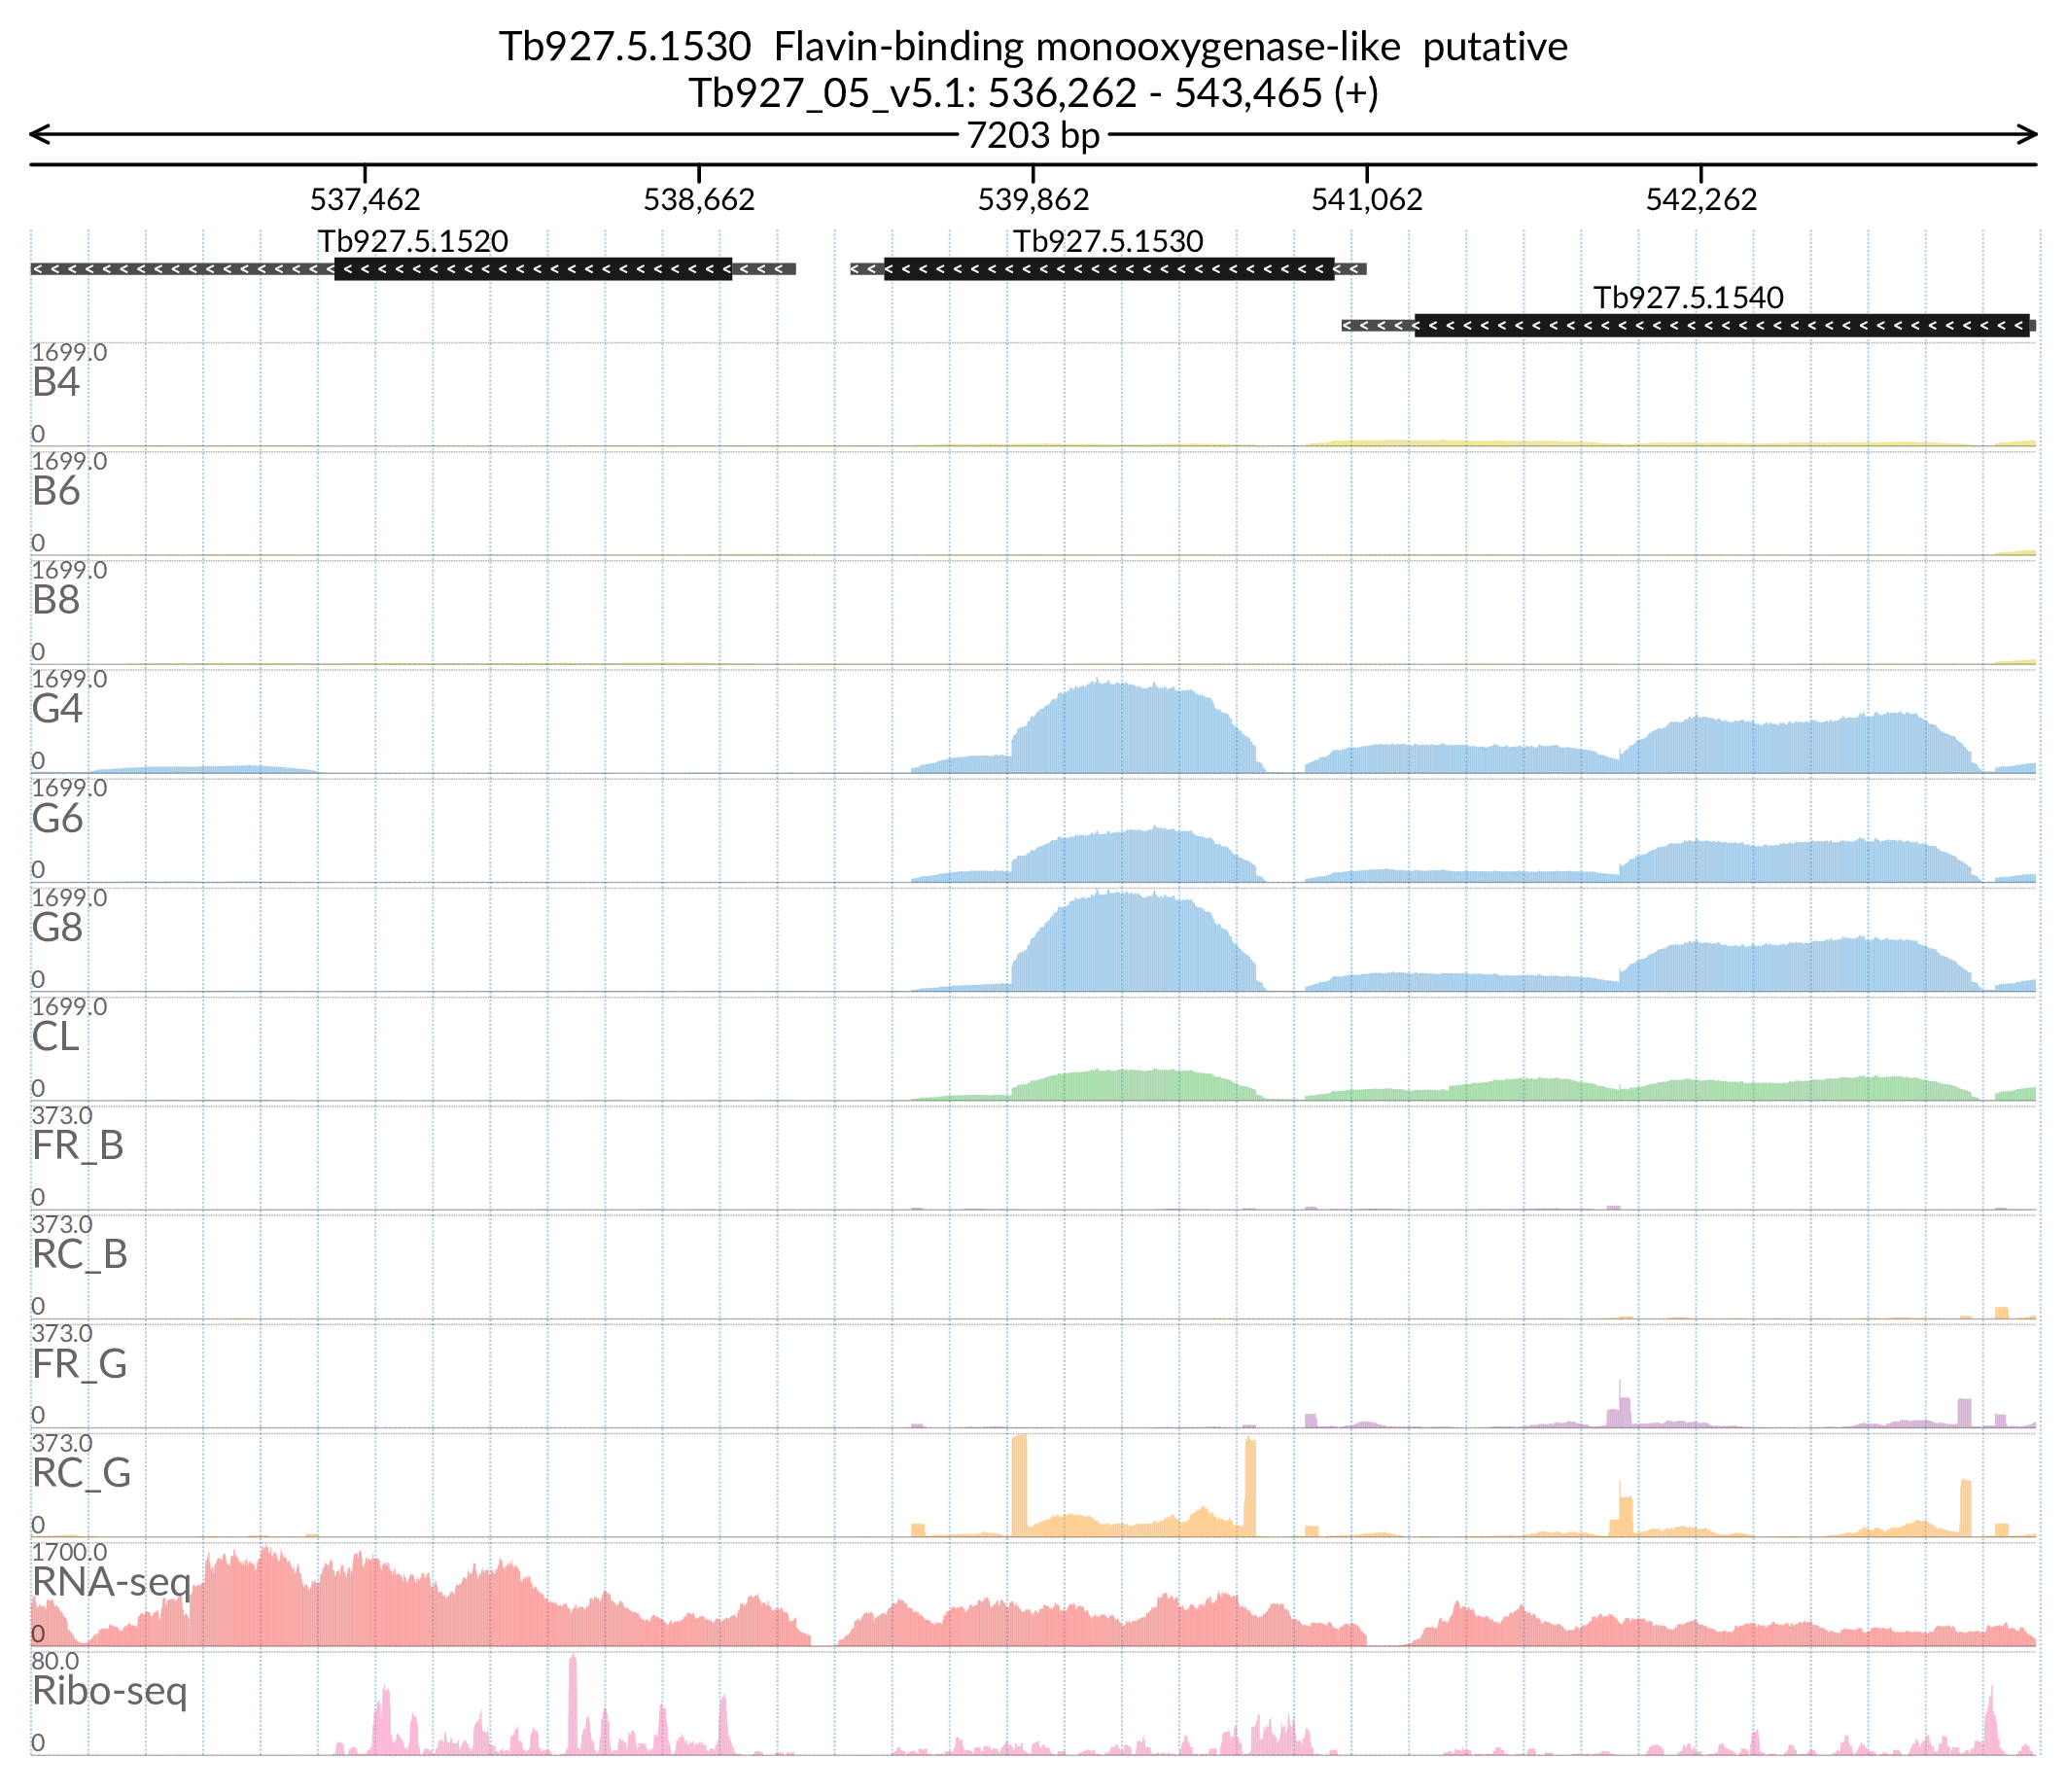 Tb927.5.1530  Flavin-binding monooxygenase-like  putative
Tb927_05_v5.1: 536,262 - 543,465 (+)
7203 bp
537,462 538,662 539,862 541,062 542,262
Tb927.5.1520 Tb927.5.1530
Tb927.5.1540
1699.0
B4
0
1699.0
B6
0
1699.0
B8
0
1699.0
G4
0
1699.0
G6
0
1699.0
G8
0
1699.0
CL
0
373.0
FR_B
0
373.0
RC_B
0
373.0
FR_G
0
373.0
RC_G
0
1700.0
RNA-seq
0
80.0
Ribo-seq
0